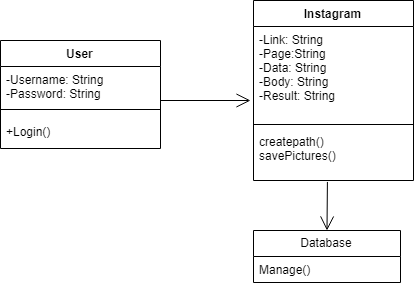 User
-Username: String
-Password: String
+Login()
Instagram
-Link: String
-Page:String
-Data: String
-Body: String
-Result: String
createpath()
savePictures()
Database
Manage()